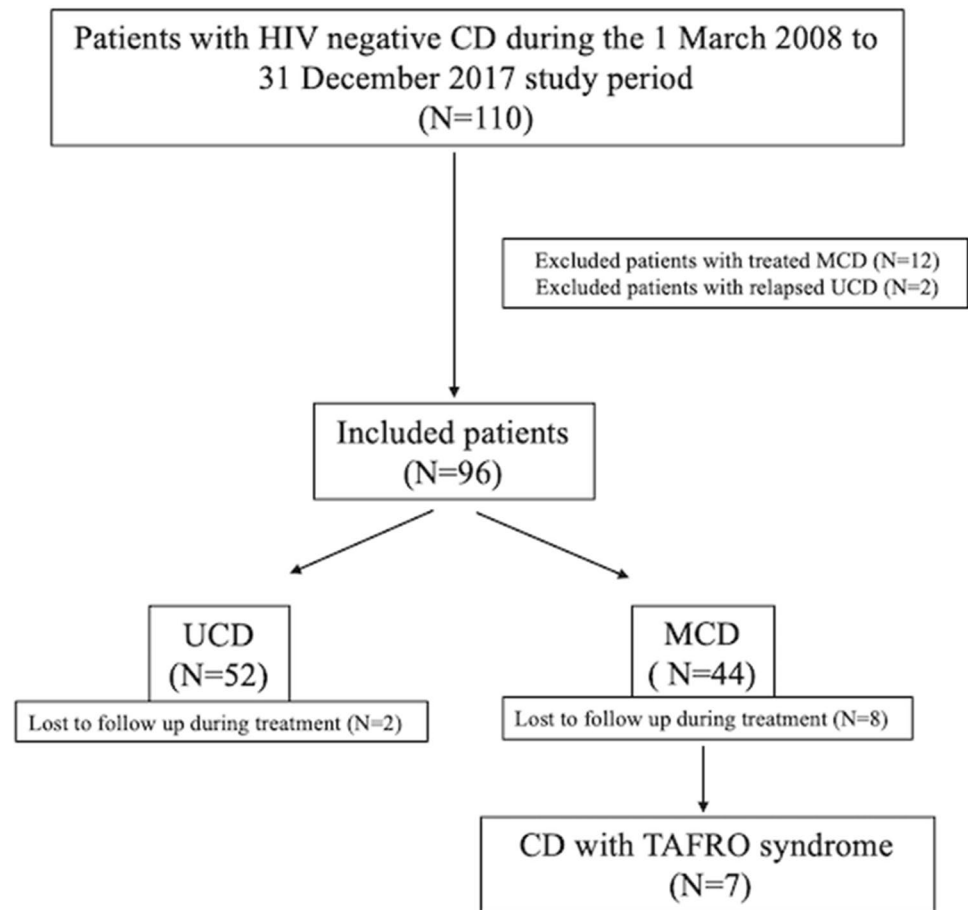 Patients with HIV negative CD during the 1 March 2008 to
31 December 2017 study period
(N=110)
Excluded patients with treated MCD (N=12)
Excluded patients with relapsed UCD (N=2)
Included patients
(N=96)
UCD
(N=52)
Lost to follow up during treatment (N=2)
MCD
( N=44)
Lost to follow up during treatment (N=8)
CD with TAFRO syndrome
(N=7)